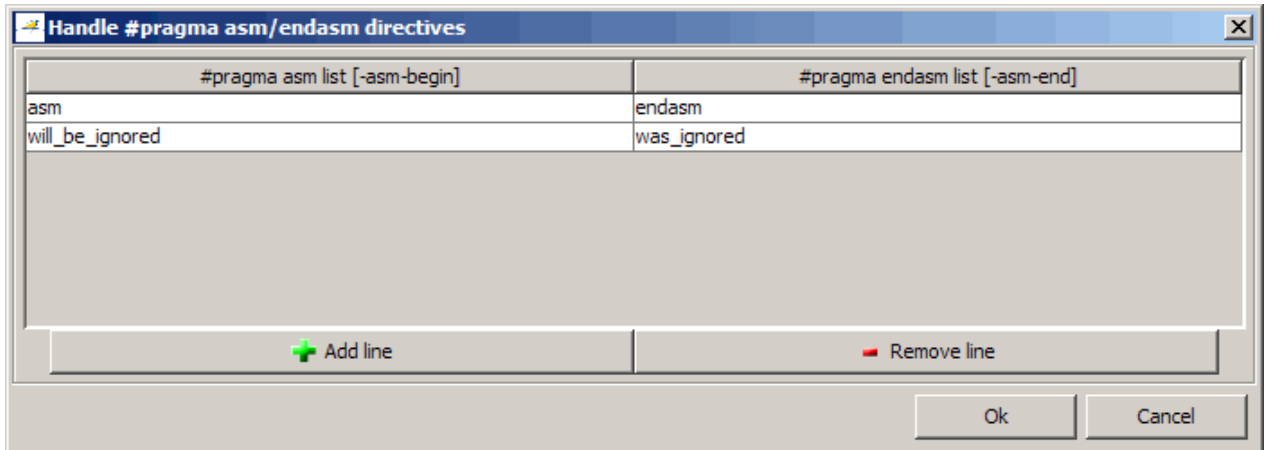 Handle #pragma asm/endasm directives
#pragma asm list [-asm-begin] #pragma endasm list [-asm-end]
asm endasm
will_be_ignored was_ignored
Add line Remove line
Ok Cancel